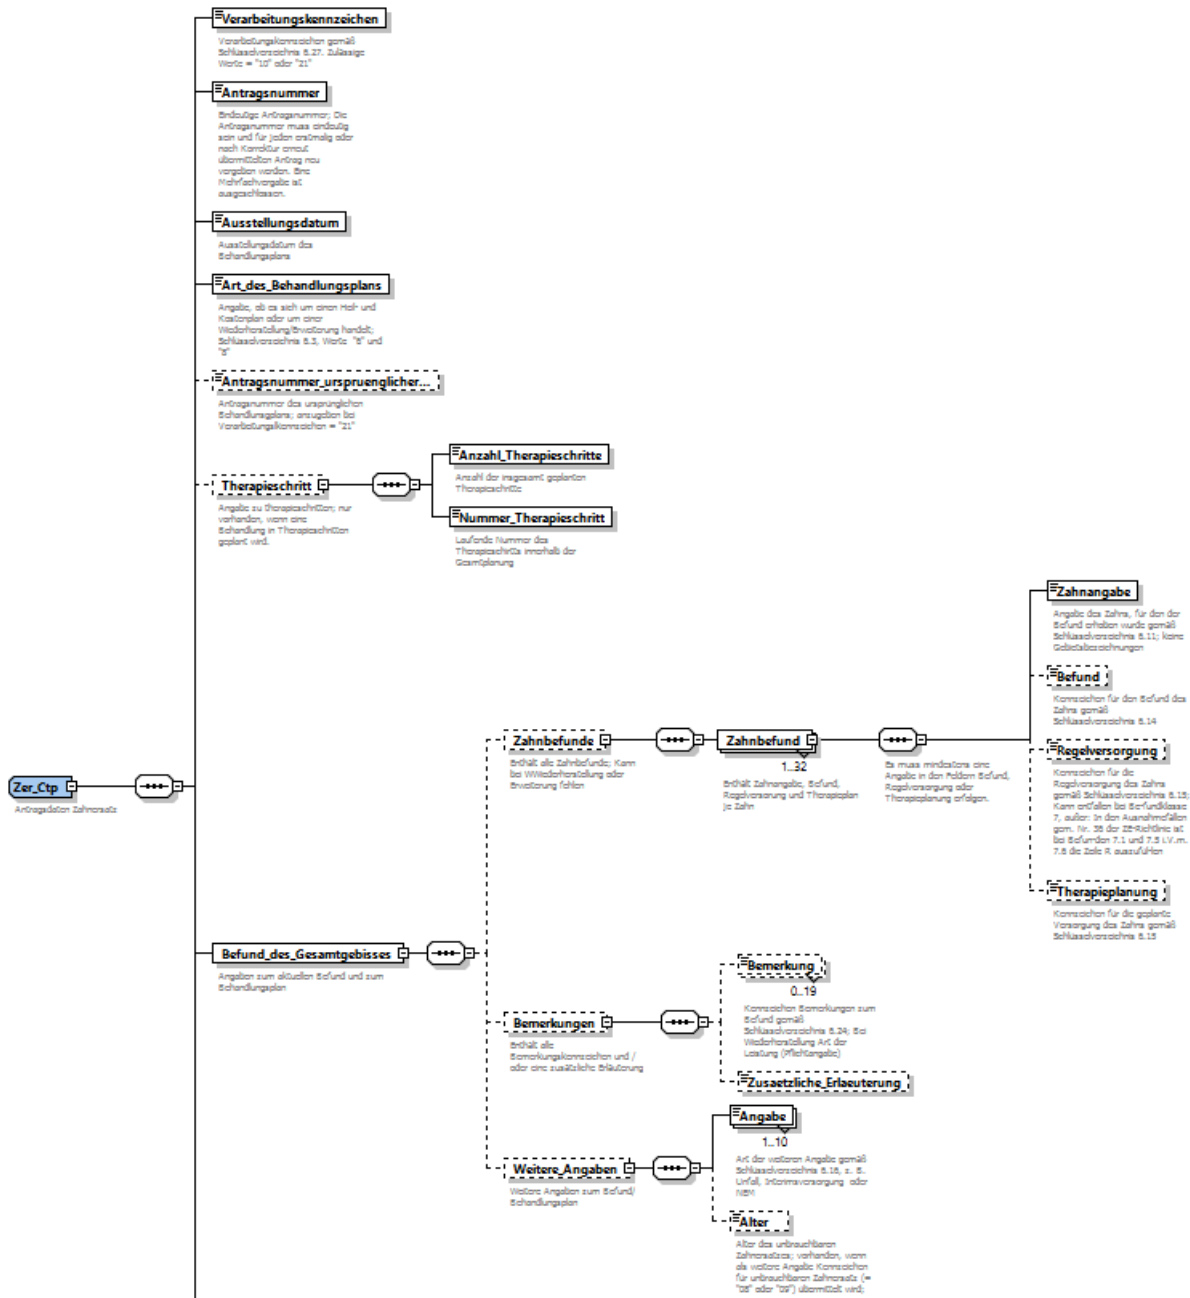 Verarbeitungskennzeichen
Verarbeitungskennzeichen gemäß
Schlüsselverzeichnis 6.27. Zulässige
Werte = "10" oder "21"
Antragsnummer
Eindeutige Antragsnummer; Die
Antragsnummer muss eindeutig
sein und für jeden erstmalig oder
nach Korrektur erneut
übermittelten Antrag neu
vergeben werden. Eine
Mehrfachvergabe ist
ausgeschlossen.
Ausstellungsdatum
Ausstellungsdatum des
Behandlungsplans
Art_des_Behandlungsplans
Angabe, ob es sich um einen Heil- und
Kostenplan oder um einer
Wiederherstellung/Erweiterung handelt;
Schlüsselverzeichnis 6.3, Werte "6" und
"8"
Antragsnummer_urspruenglicher...
Antragsnummer des ursprünglichen
Behandlungsplans; anzugeben bei
Verarbeitungskennzeichen = "21"
Therapieschritt
Angabe zu Therapieschritten; nur
vorhanden, wenn eine
Behandlung in Therapieschritten
geplant wird.
Anzahl_Therapieschritte
Anzahl der insgesamt geplanten
Therapieschritte
Nummer_Therapieschritt
Laufende Nummer des
Therapieschritts innerhalb der
Gesamtplanung
Zer_Ctp
Antragsdaten Zahnersatz
Befund_des_Gesamtgebisses
Angaben zum aktuellen Befund und zum
Behandlungsplan
Zahnbefunde
Enthält alle Zahnbefunde; Kann
bei WWiederherstellung oder
Erweiterung fehlen
Zahnbefund
1..32
Enthält Zahnangabe, Befund,
Regelversorgung und Therapieplan
je Zahn
Es muss mindestens eine
Angabe in den Feldern Befund,
Regelversorgung oder
Therapieplanung erfolgen.
Zahnangabe
Angabe des Zahns, für den der
Befund erhoben wurde gemäß
Schlüsselverzeichnis 6.11; keine
Gebietsbezeichnungen
Befund
Kennzeichen für den Befund des
Zahns gemäß
Schlüsselverzeichnis 6.14
Regelversorgung
Kennzeichen für die
Regelversorgung des Zahns
gemäß Schlüsselverzeichnis 6.15;
Kann entfallen bei Befundklasse
7, außer: In den Ausnahmefällen
gem. Nr. 36 der ZE-Richtlinie ist
bei Befunden 7.1 und 7.5 i.V.m.
7.6 die Zeile R auszufüllen
Therapieplanung
Kennzeichen für die geplante
Versorgung des Zahns gemäß
Schlüsselverzeichnis 6.15
Bemerkungen
Enthält alle
Bemerkungskennzeichen und /
oder eine zusätzliche Erläuterung
Bemerkung
0..19
Kennzeichen Bemerkungen zum
Befund gemäß
Schlüsselverzeichnis 6.24; Bei
Wiederherstellung Art der
Leistung (Pflichtangabe)
Zusaetzliche_Erlaeuterung
Weitere_Angaben
Weitere Angaben zum Befund/
Behandlungsplan
Angabe
1..10
Art der weiteren Angabe gemäß
Schlüsselverzeichnis 6.16, z. B.
Unfall, Interimsversorgung oder
NEM
Alter
Alter des unbrauchbaren
Zahnersatzes; vorhanden, wenn
als weitere Angabe Kennzeichen
für unbrauchbaren Zahnersatz (=
"08" oder "09") übermittelt wird;